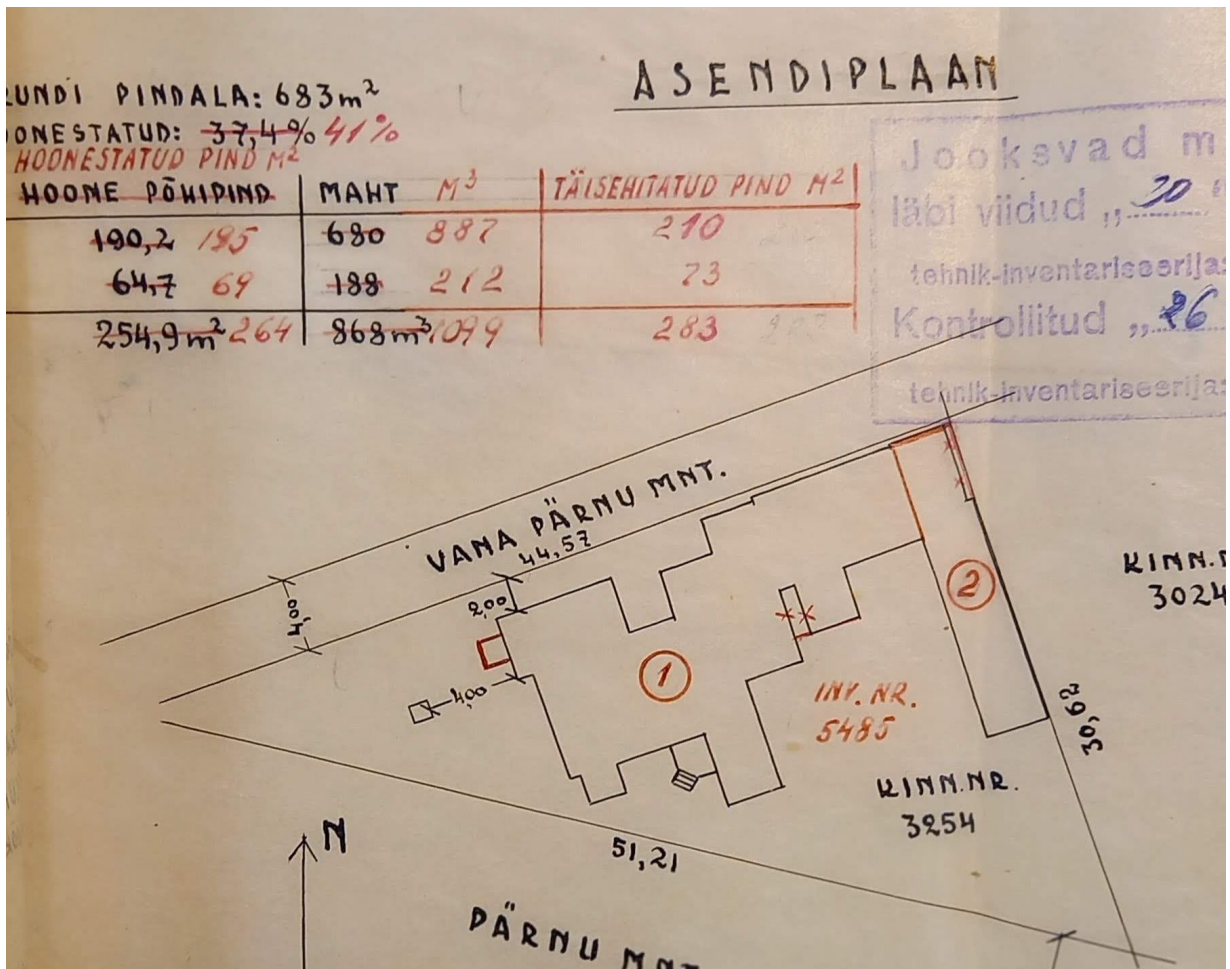 ASENDIPLAAN
UNDI PINDALA: 683m²
OONESTATUD: 37,4% 41%
HOONESTATUD PIND M²
HOONE PÕHIPIND MAHT M³ TÄISEHITATUD PIND M²
190,2 195 680 887 210
64,7 69 188 212 73
254,9m² 264 868m³ 1099 283
Jooksvad m
läbi viidud „ 30 "
tehnik-inventariseerija:
Kontrollitud „ 26
tehnik-inventariseerija:
VANA PÄRNU MNT.
44,57
4,00
2,00
4,00
1
2
INV. NR.
5485
KINN.N
3024
30,62
KINN.NR.
3254
N
51,21
PÄRNU MNT.